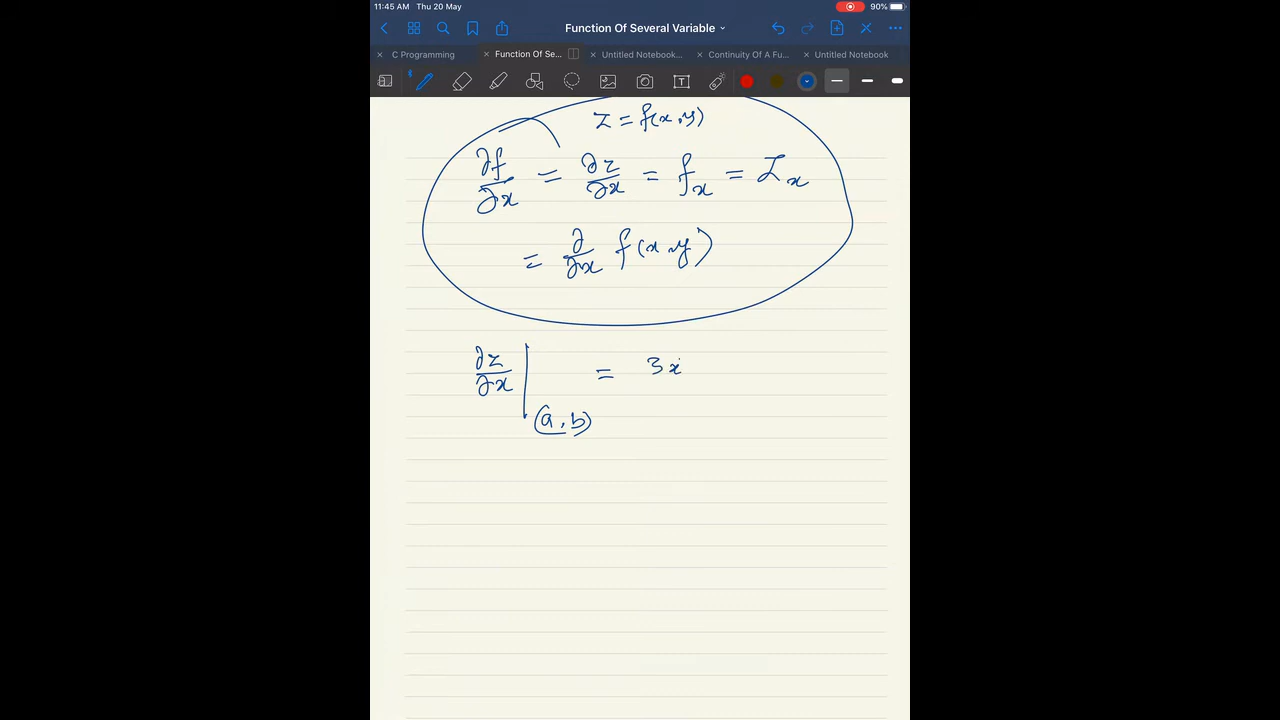 11:45 AM Thu 20 May 90%
Function Of Several Variable
C Programming Function Of Se... Untitled Notebook... Continuity Of A Fu... Untitled Notebook
z = f(x,y)
∂f/∂x = ∂z/∂x = f_x = Z_x
= ∂/∂x f(x y)
∂z/∂x |(a,b) = 3x